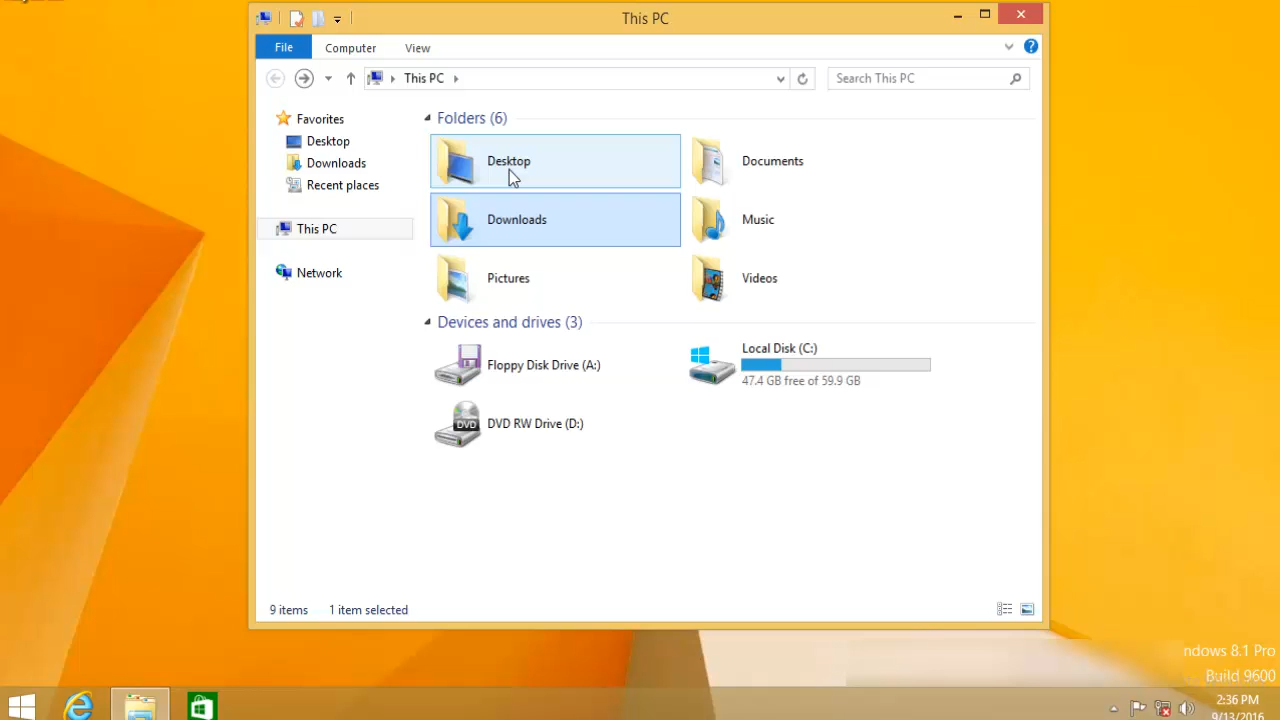 This PC
File
Computer
View
This PC
Search This PC
Favorites
Desktop
Downloads
Recent places
This PC
Network
Folders (6)
Desktop
Documents
Downloads
Music
Pictures
Videos
Devices and drives (3)
Floppy Disk Drive (A:)
Local Disk (C:)
47.4 GB free of 59.9 GB
DVD
DVD RW Drive (D:)
9 items
1 item selected
ndows 8.1 Pro
Build 9600
2:36 PM
9/13/2016